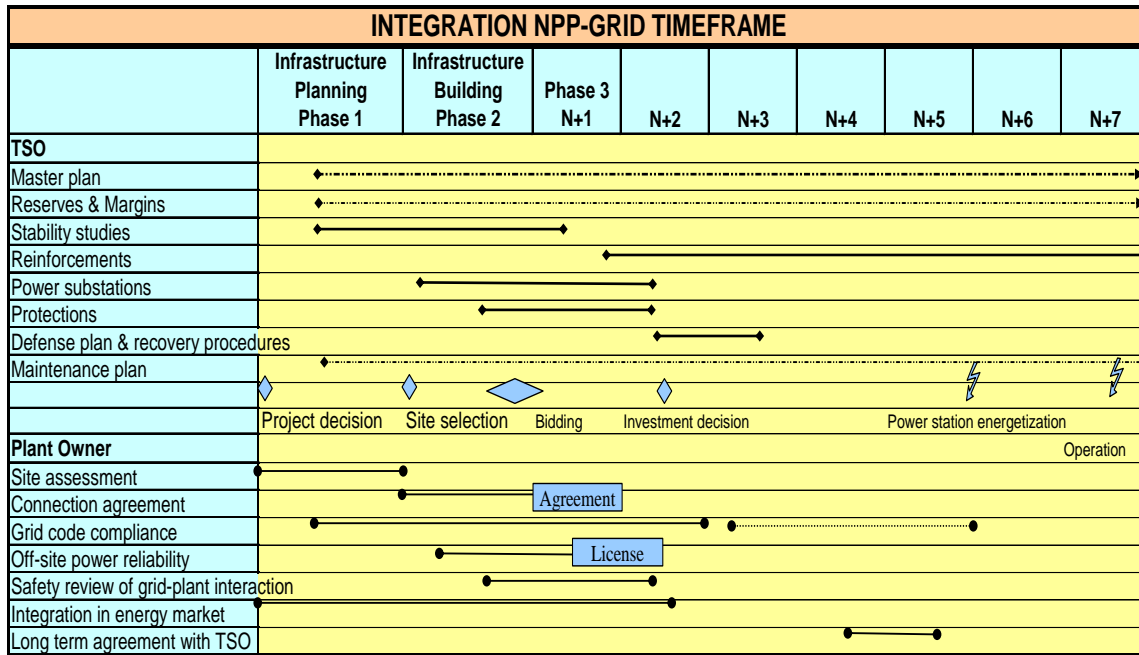 INTEGRATION NPP-GRID TIMEFRAME
Infrastructure
Planning
Phase 1
Infrastructure
Building
Phase 2
Phase 3
N+1
N+2
N+3
N+4
N+5
N+6
N+7
TSO
Master plan
Reserves & Margins
Stability studies
Reinforcements
Power substations
Protections
Defense plan & recovery procedures
Maintenance plan
Project decision
Site selection
Bidding
Investment decision
Power station energetization
Plant Owner
Operation
Site assessment
Connection agreement
Agreement
Grid code compliance
Off-site power reliability
License
Safety review of grid-plant interaction
Integration in energy market
Long term agreement with TSO